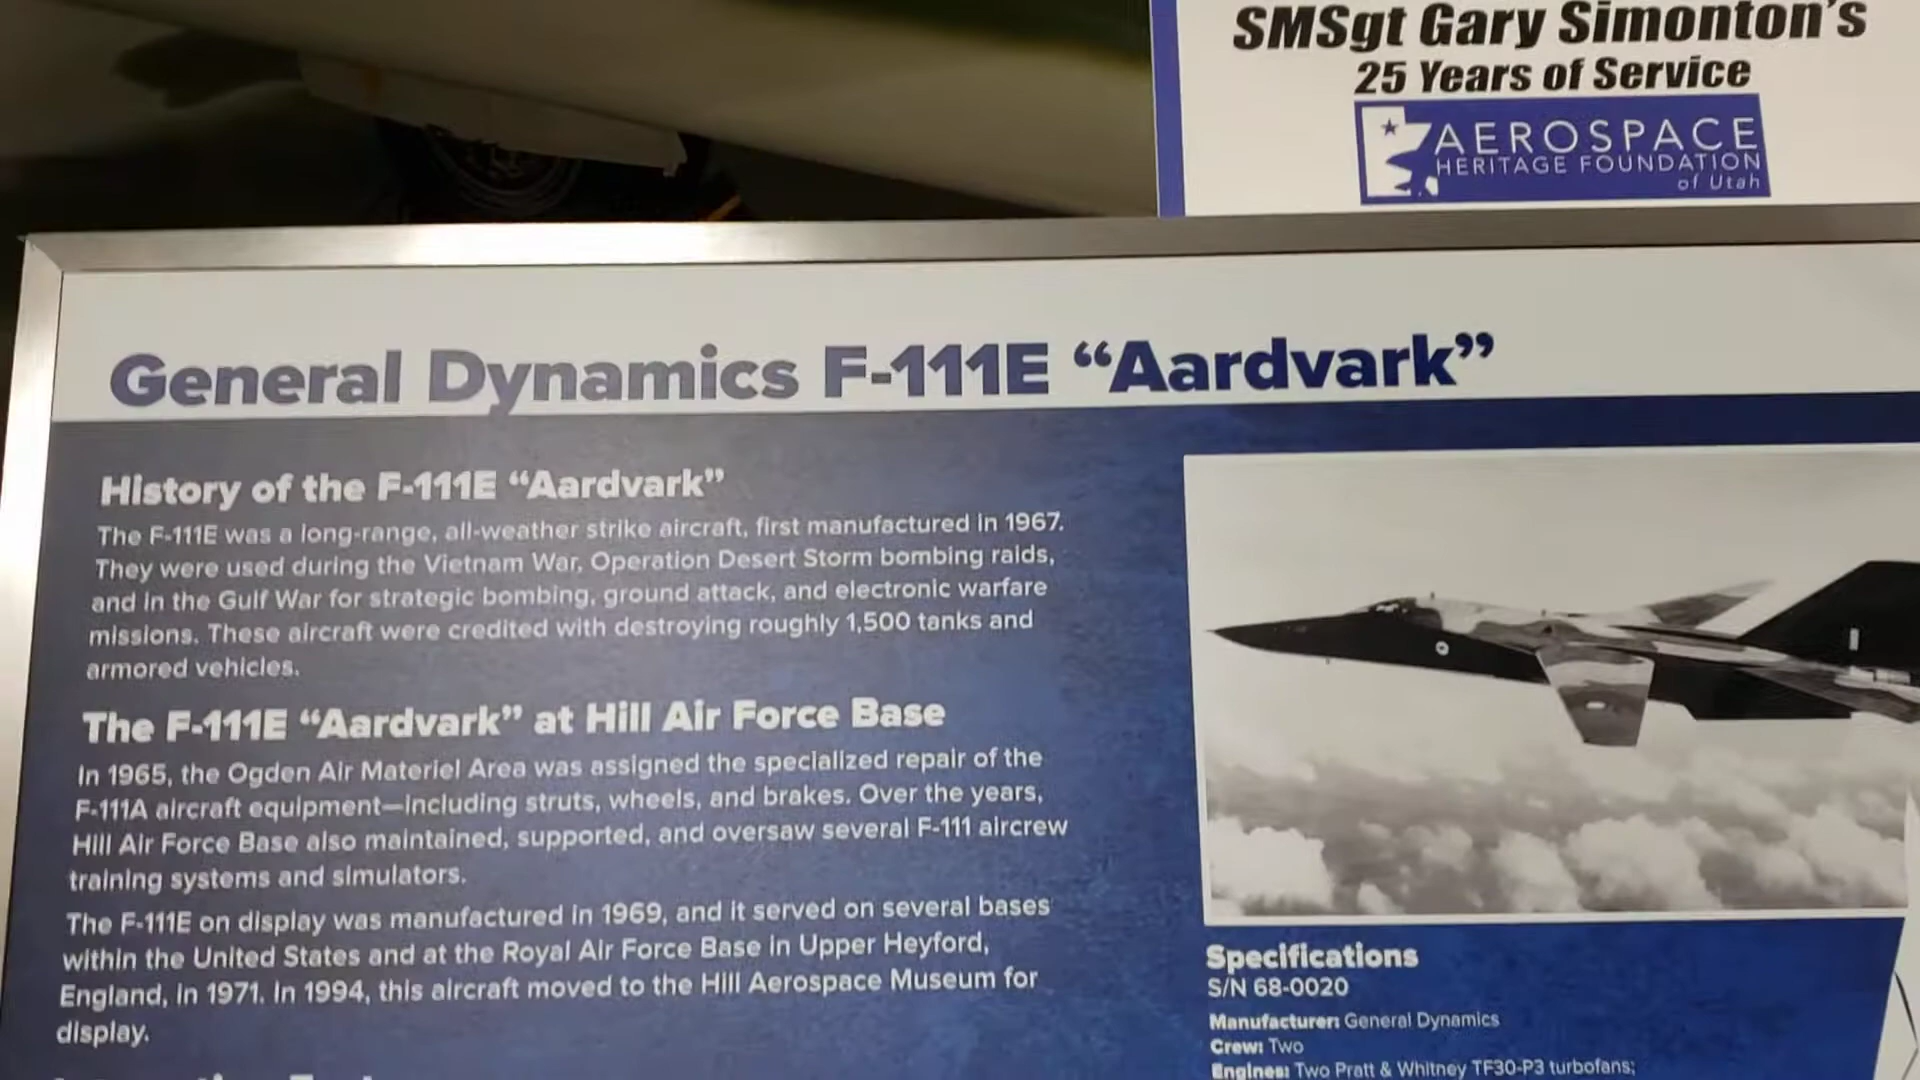 SMSgt Gary Simonton's
25 Years of Service
AEROSPACE
HERITAGE FOUNDATION
of Utah
General Dynamics F-111E “Aardvark”
History of the F-111E “Aardvark”
The F-111E was a long-range, all-weather strike aircraft, first manufactured in 1967.
They were used during the Vietnam War, Operation Desert Storm bombing raids,
and in the Gulf War for strategic bombing, ground attack, and electronic warfare
missions. These aircraft were credited with destroying roughly 1,500 tanks and
armored vehicles.
The F-111E “Aardvark” at Hill Air Force Base
In 1965, the Ogden Air Materiel Area was assigned the specialized repair of the
F-111A aircraft equipment—including struts, wheels, and brakes. Over the years,
Hill Air Force Base also maintained, supported, and oversaw several F-111 aircrew
training systems and simulators.
The F-111E on display was manufactured in 1969, and it served on several bases
within the United States and at the Royal Air Force Base in Upper Heyford,
England, in 1971. In 1994, this aircraft moved to the Hill Aerospace Museum for
display.
Specifications
S/N 68-0020
Manufacturer: General Dynamics
Crew: Two
Engines: Two Pratt & Whitney TF30-P3 turbofans;